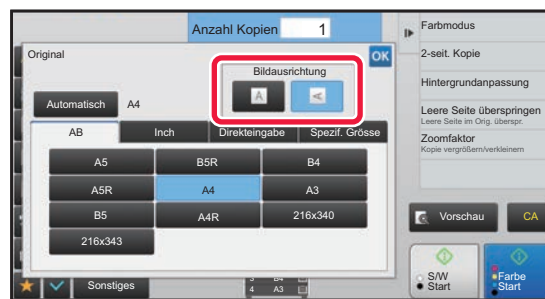 Anzahl Kopien 1
Original
OK
Bildausrichtung
A A
Automatisch A4
AB Inch Direkteingabe Spezif. Grösse
A5 B5R B4
A5R A4 A3
B5 A4R 216x340
216x343
Sonstiges
4 A3
Farbmodus
2-seit. Kopie
Hintergrundanpassung
Leere Seite überspringen
Leere Seite im Orig. überspr.
Zoomfaktor
Kopie vergrößern/verkleinern
Vorschau CA
S/W Start
Farbe Start